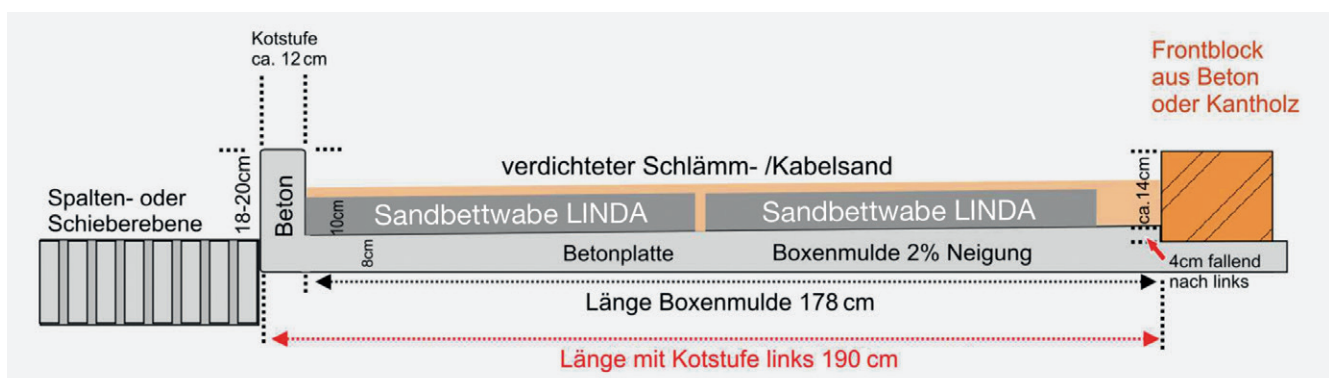 Kotstufe
ca. 12 cm
Frontblock
aus Beton
oder Kantholz
verdichteter Schlämm- /Kabelsand
Spalten- oder
Schieberebene
18-20cm
Beton
10cm
8cm
Sandbettwabe LINDA
Sandbettwabe LINDA
ca. 14cm
Betonplatte
Boxenmulde 2% Neigung
4cm fallend
nach links
Länge Boxenmulde 178 cm
Länge mit Kotstufe links 190 cm